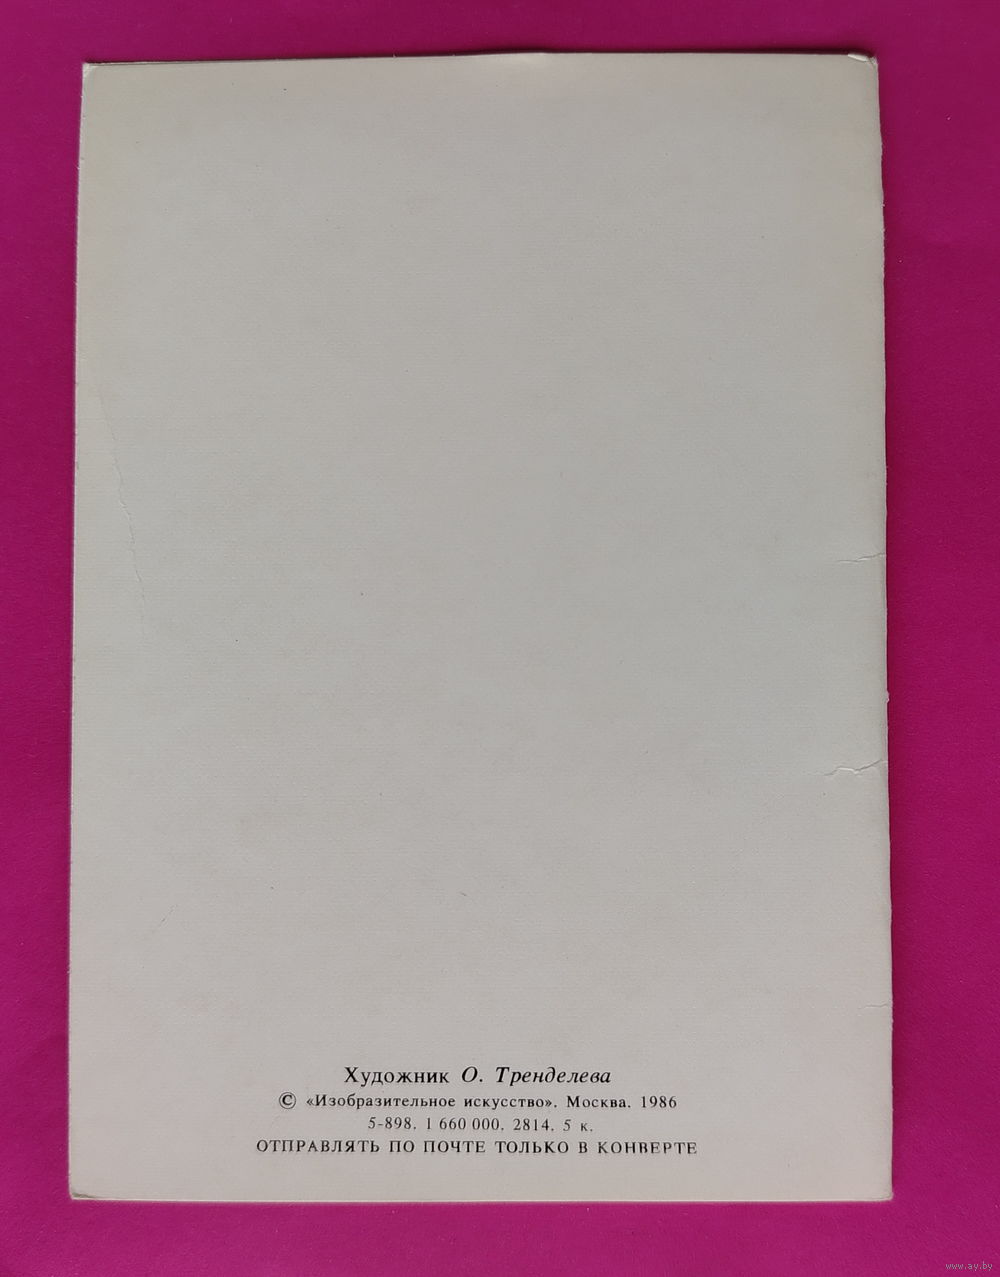 Художник О. Тренделева
© «Изобразительное искусство». Москва. 1986
5-898. 1 660 000. 2814. 5 к.
ОТПРАВЛЯТЬ ПО ПОЧТЕ ТОЛЬКО В КОНВЕРТЕ
www.ay.by